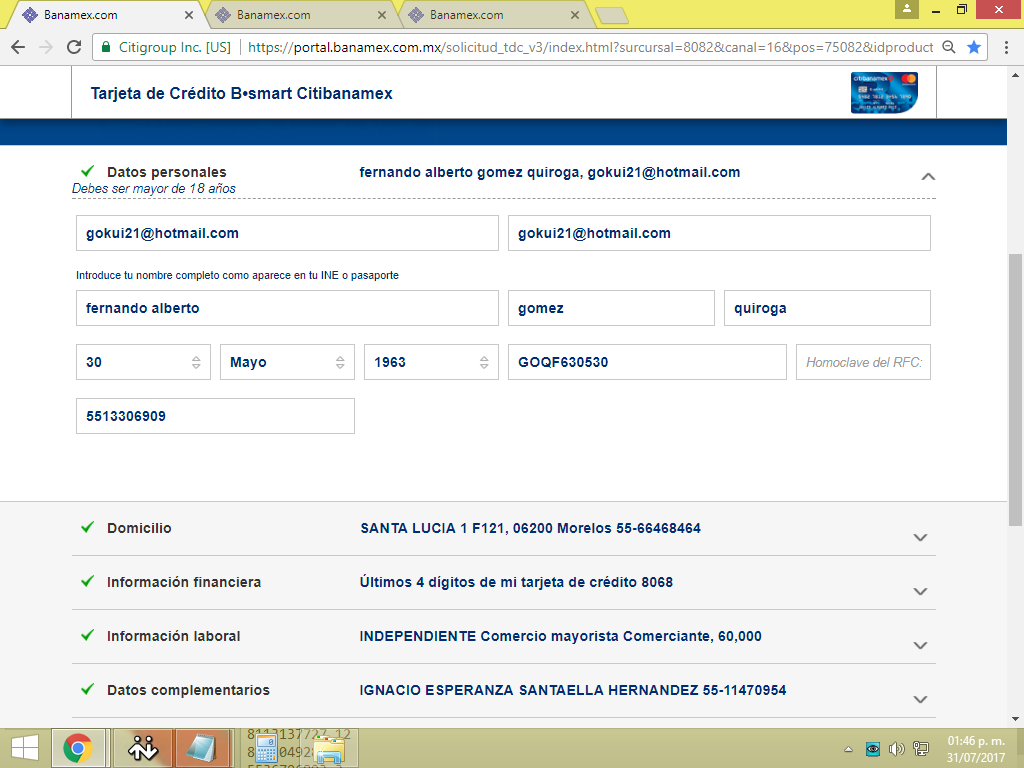 Banamex.com
Banamex.com
Banamex.com
Citigroup Inc. [US]
https://portal.banamex.com.mx/solicitud_tdc_v3/index.html?surcursal=8082&canal=16&pos=75082&idproduct
Tarjeta de Crédito B•smart Citibanamex
citibanamex
Datos personales
fernando alberto gomez quiroga, gokui21@hotmail.com
Debes ser mayor de 18 años
gokui21@hotmail.com
gokui21@hotmail.com
Introduce tu nombre completo como aparece en tu INE o pasaporte
fernando alberto
gomez
quiroga
30
Mayo
1963
GOQF630530
Homoclave del RFC:
5513306909
Domicilio
SANTA LUCIA 1 F121, 06200 Morelos 55-66468464
Información financiera
Últimos 4 dígitos de mi tarjeta de crédito 8068
Información laboral
INDEPENDIENTE Comercio mayorista Comerciante, 60,000
Datos complementarios
IGNACIO ESPERANZA SANTAELLA HERNANDEZ 55-11470954
01:46 p. m.
31/07/2017